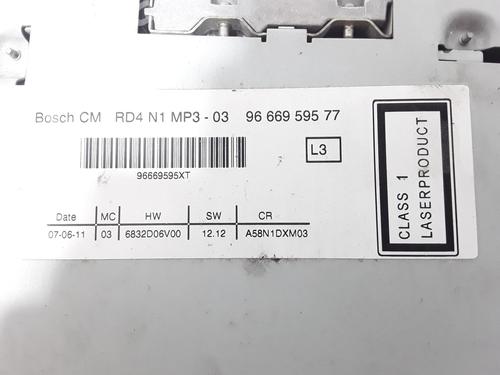 Bosch CM RD4 N1 MP3 - 03 96 669 595 77
L3
96669595XT
Date MC HW SW CR
07-06-11 03 6832D06V00 12.12 A58N1DXM03
CLASS 1
LASERPRODUCT